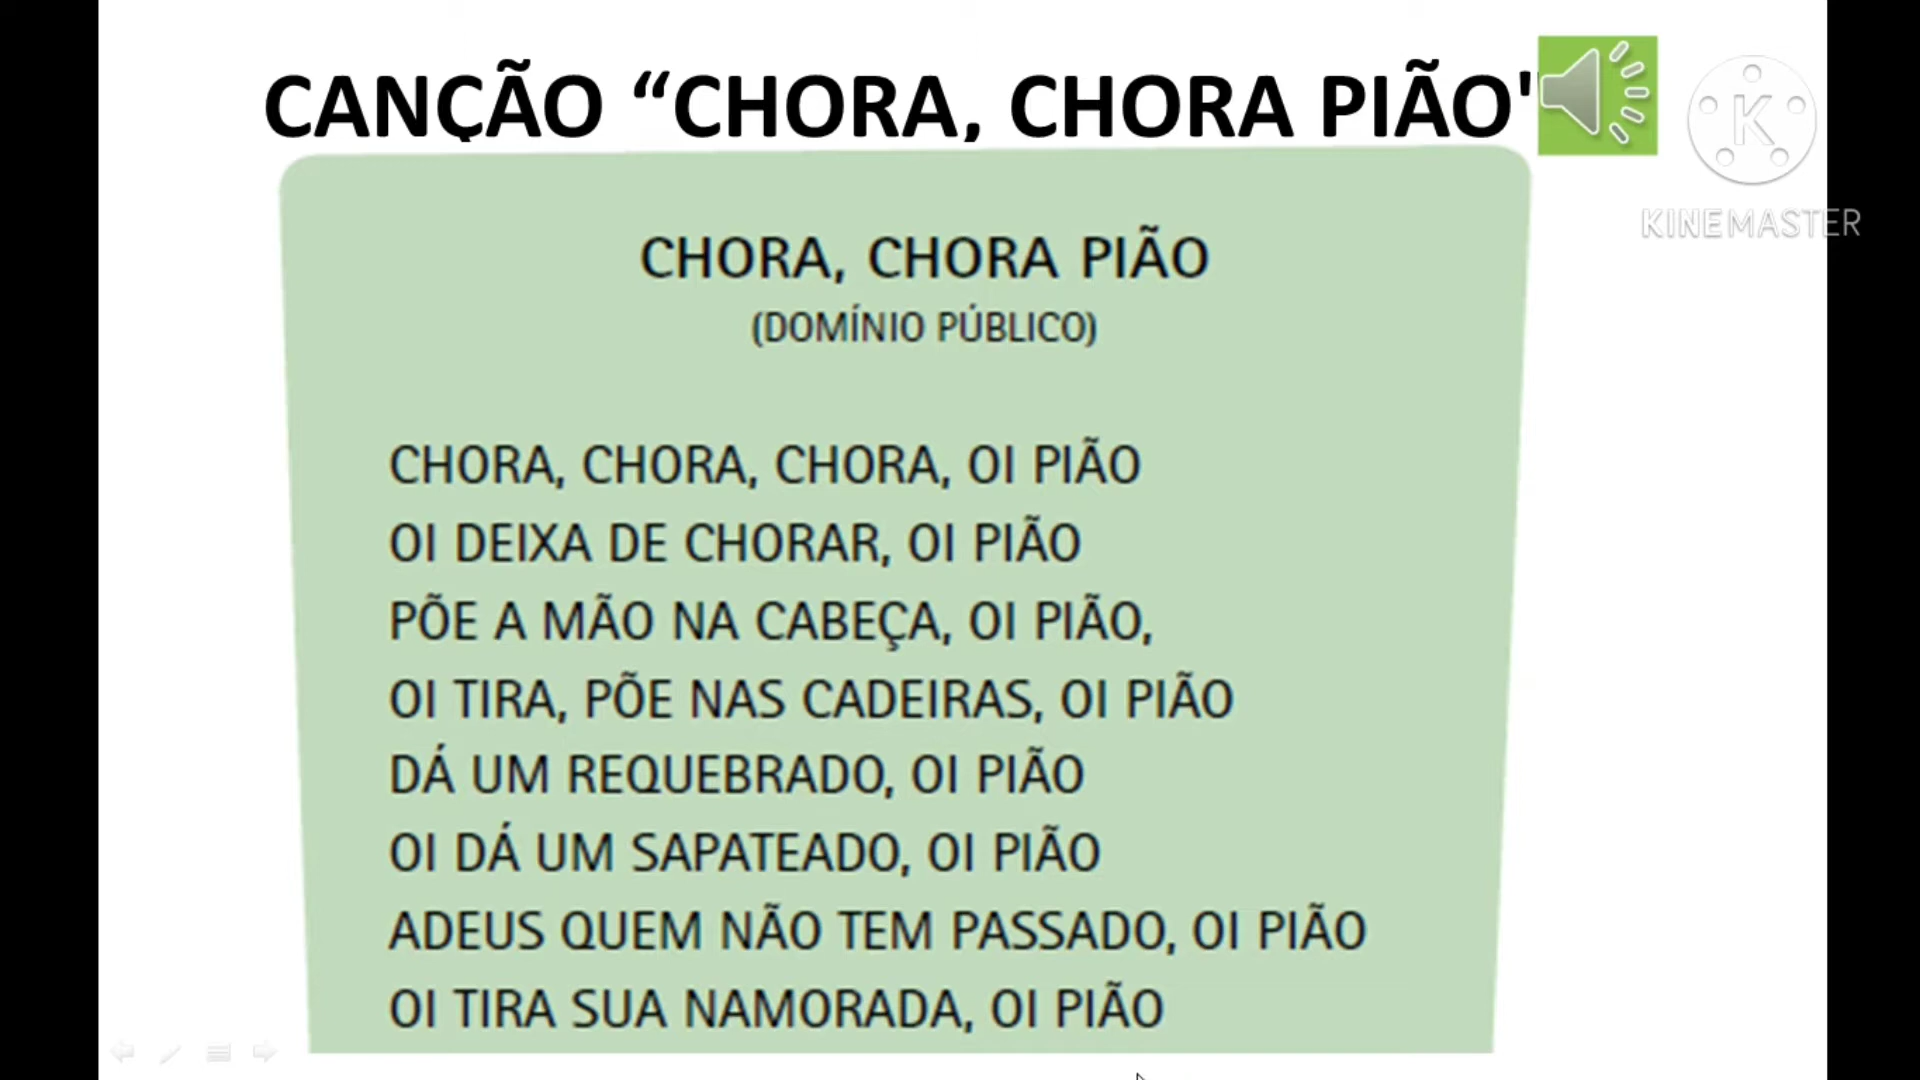 CANÇÃO “CHORA, CHORA PIÃO"
K
KINEMASTER
CHORA, CHORA PIÃO
(DOMÍNIO PÚBLICO)
CHORA, CHORA, CHORA, OI PIÃO
OI DEIXA DE CHORAR, OI PIÃO
PÕE A MÃO NA CABEÇA, OI PIÃO,
OI TIRA, PÕE NAS CADEIRAS, OI PIÃO
DÁ UM REQUEBRADO, OI PIÃO
OI DÁ UM SAPATEADO, OI PIÃO
ADEUS QUEM NÃO TEM PASSADO, OI PIÃO
OI TIRA SUA NAMORADA, OI PIÃO